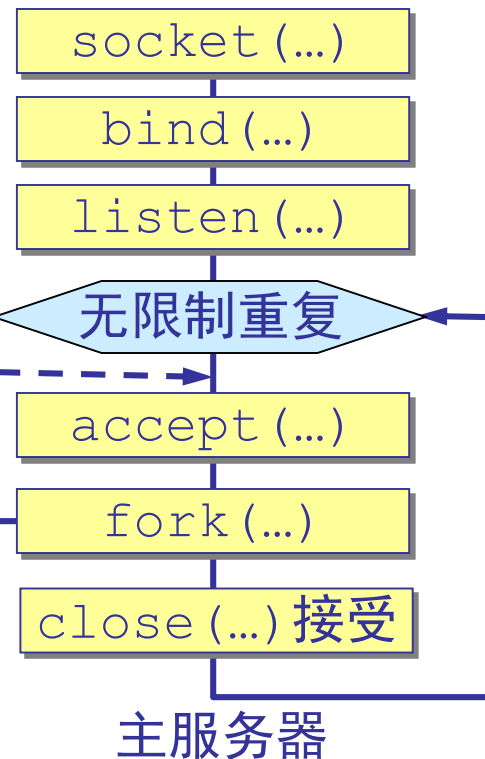 socket(…)
bind(…)
listen(…)
无限制重复
accept(…)
fork(…)
close(…)接受
主服务器